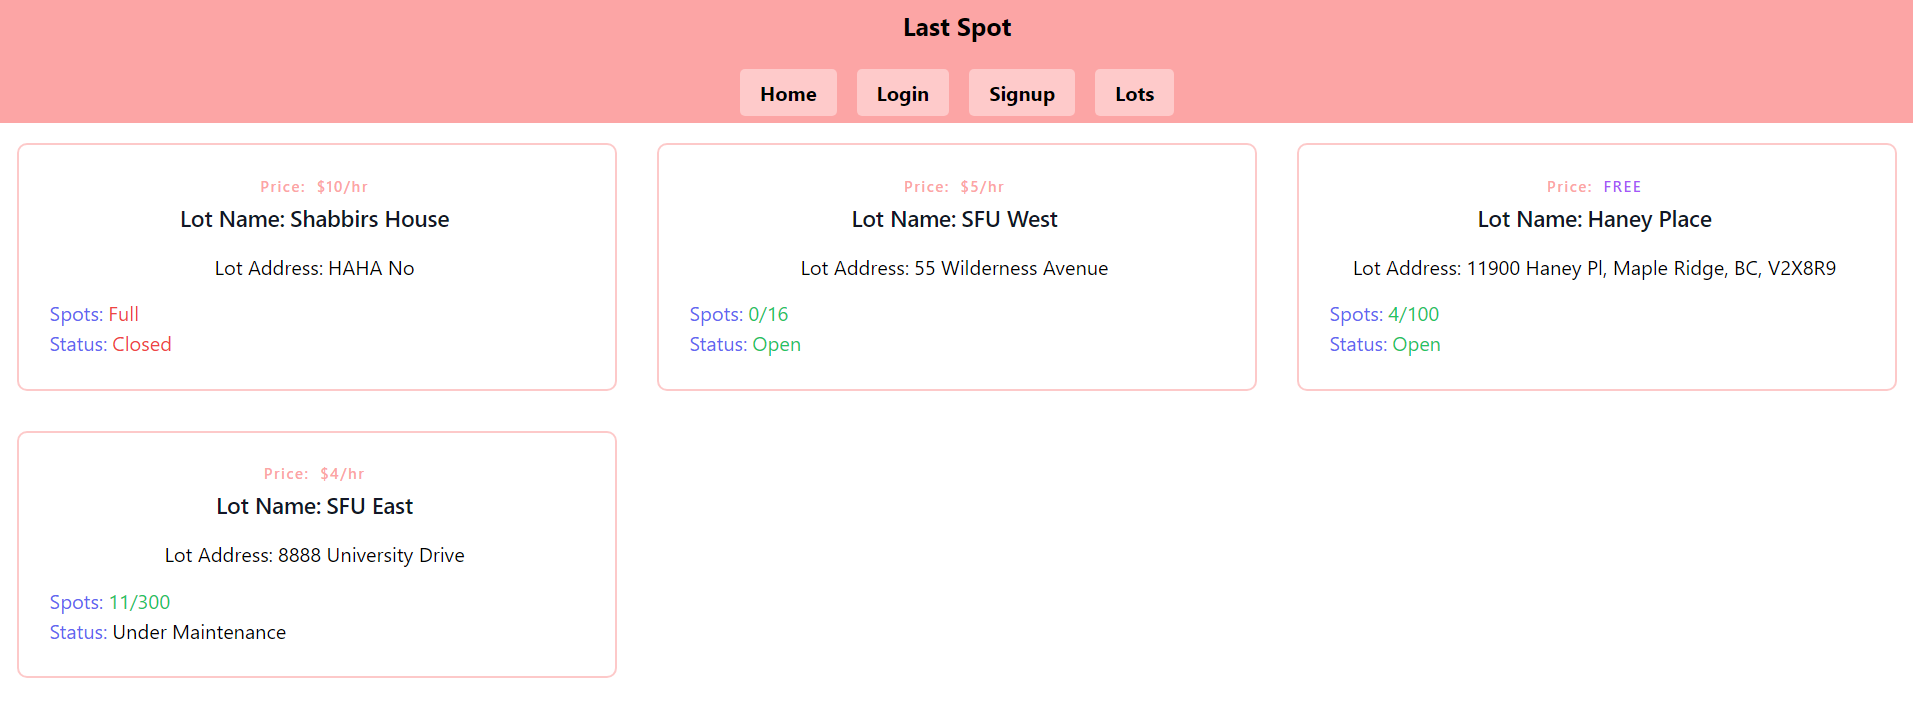 Last Spot
Home Login Signup Lots
Price: $10/hr
Lot Name: Shabbirs House
Lot Address: HAHA No
Spots: Full
Status: Closed
Price: $5/hr
Lot Name: SFU West
Lot Address: 55 Wilderness Avenue
Spots: 0/16
Status: Open
Price: FREE
Lot Name: Haney Place
Lot Address: 11900 Haney Pl, Maple Ridge, BC, V2X8R9
Spots: 4/100
Status: Open
Price: $4/hr
Lot Name: SFU East
Lot Address: 8888 University Drive
Spots: 11/300
Status: Under Maintenance